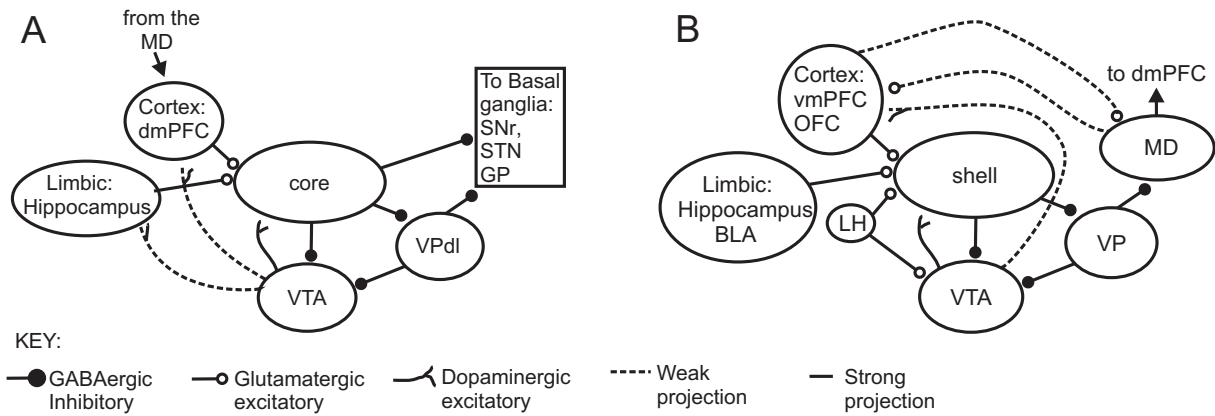 A
from the
MD
Cortex:
dmPFC
Limbic:
Hippocampus
core
To Basal
ganglia:
SNr,
STN
GP
VPdl
VTA
B
Cortex:
vmPFC
OFC
to dmPFC
MD
Limbic:
Hippocampus
BLA
shell
LH
VP
VTA
KEY:
GABAergic
Inhibitory
Glutamatergic
excitatory
Dopaminergic
excitatory
Weak
projection
Strong
projection